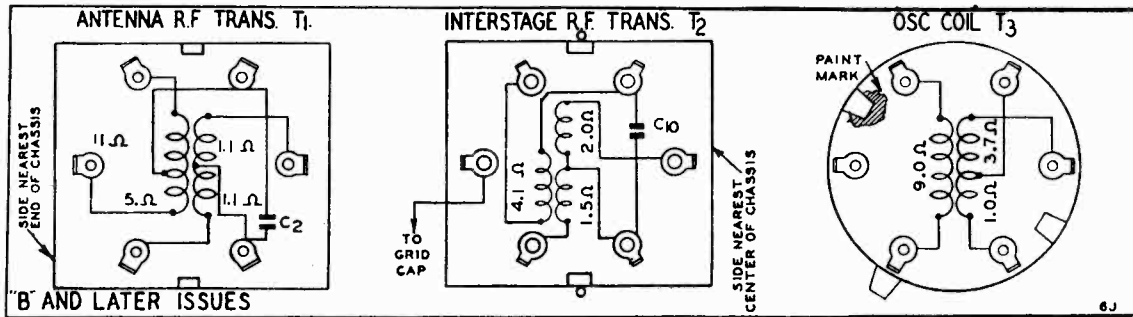 ANTENNA R.F. TRANS. T1.
SIDE NEAREST
END OF CHASSIS
11 Ω
5. Ω
1.1 Ω
1.1 Ω
C2
"B" AND LATER ISSUES
INTERSTAGE R.F. TRANS. T2
4.1 Ω
2.0 Ω
1.5 Ω
C10
TO
GRID
CAP
SIDE NEAREST
CENTER OF CHASSIS
OSC COIL T3
PAINT
MARK
9.0 Ω
3.7 Ω
1.0 Ω
6J